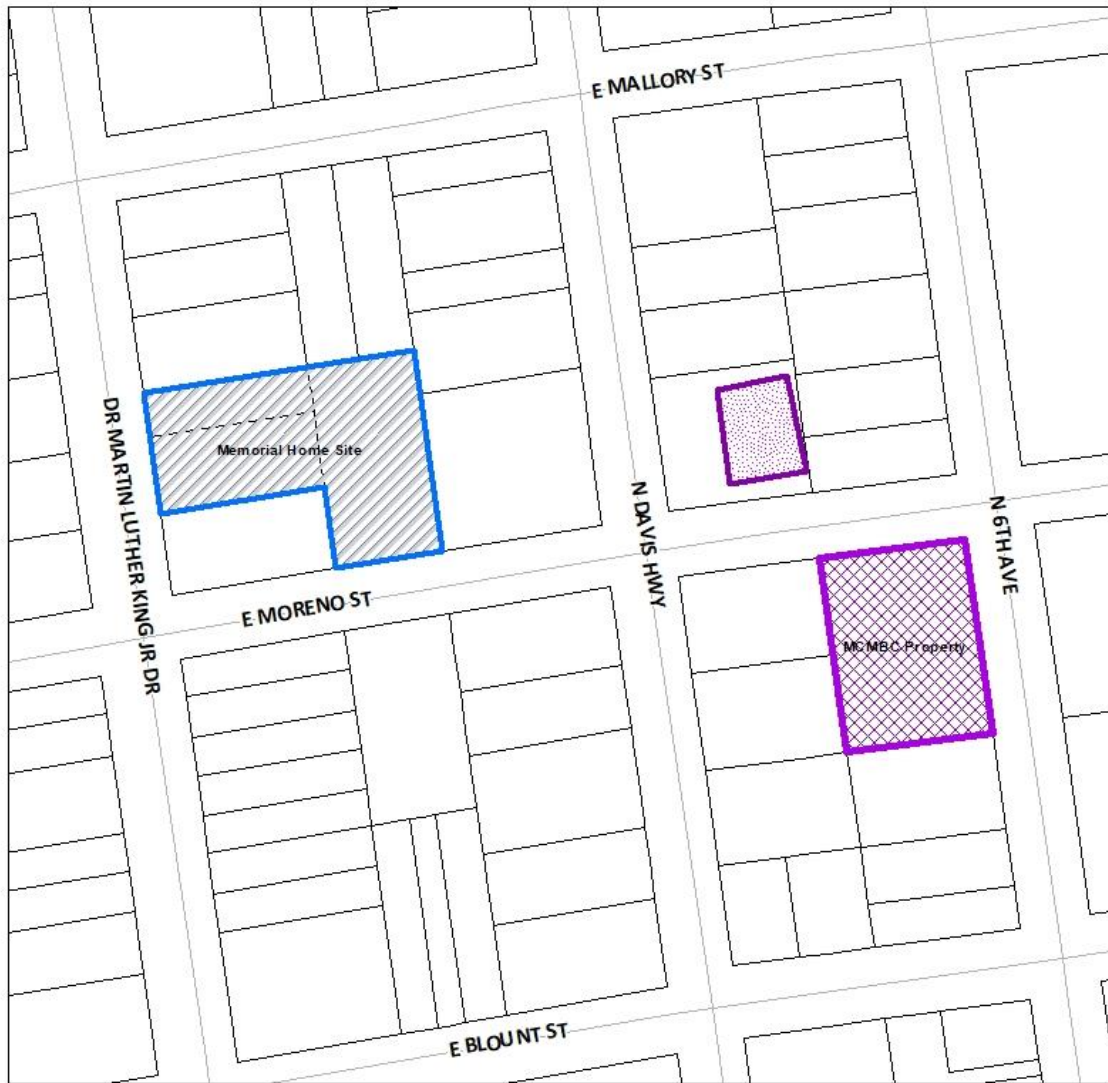 E MALLORY ST
DR MARTIN LUTHER KING JR DR
Memorial Home Site
N DAVIS HWY
N 6TH AVE
E MORENO ST
MCMBC Property
E BLOUNT ST